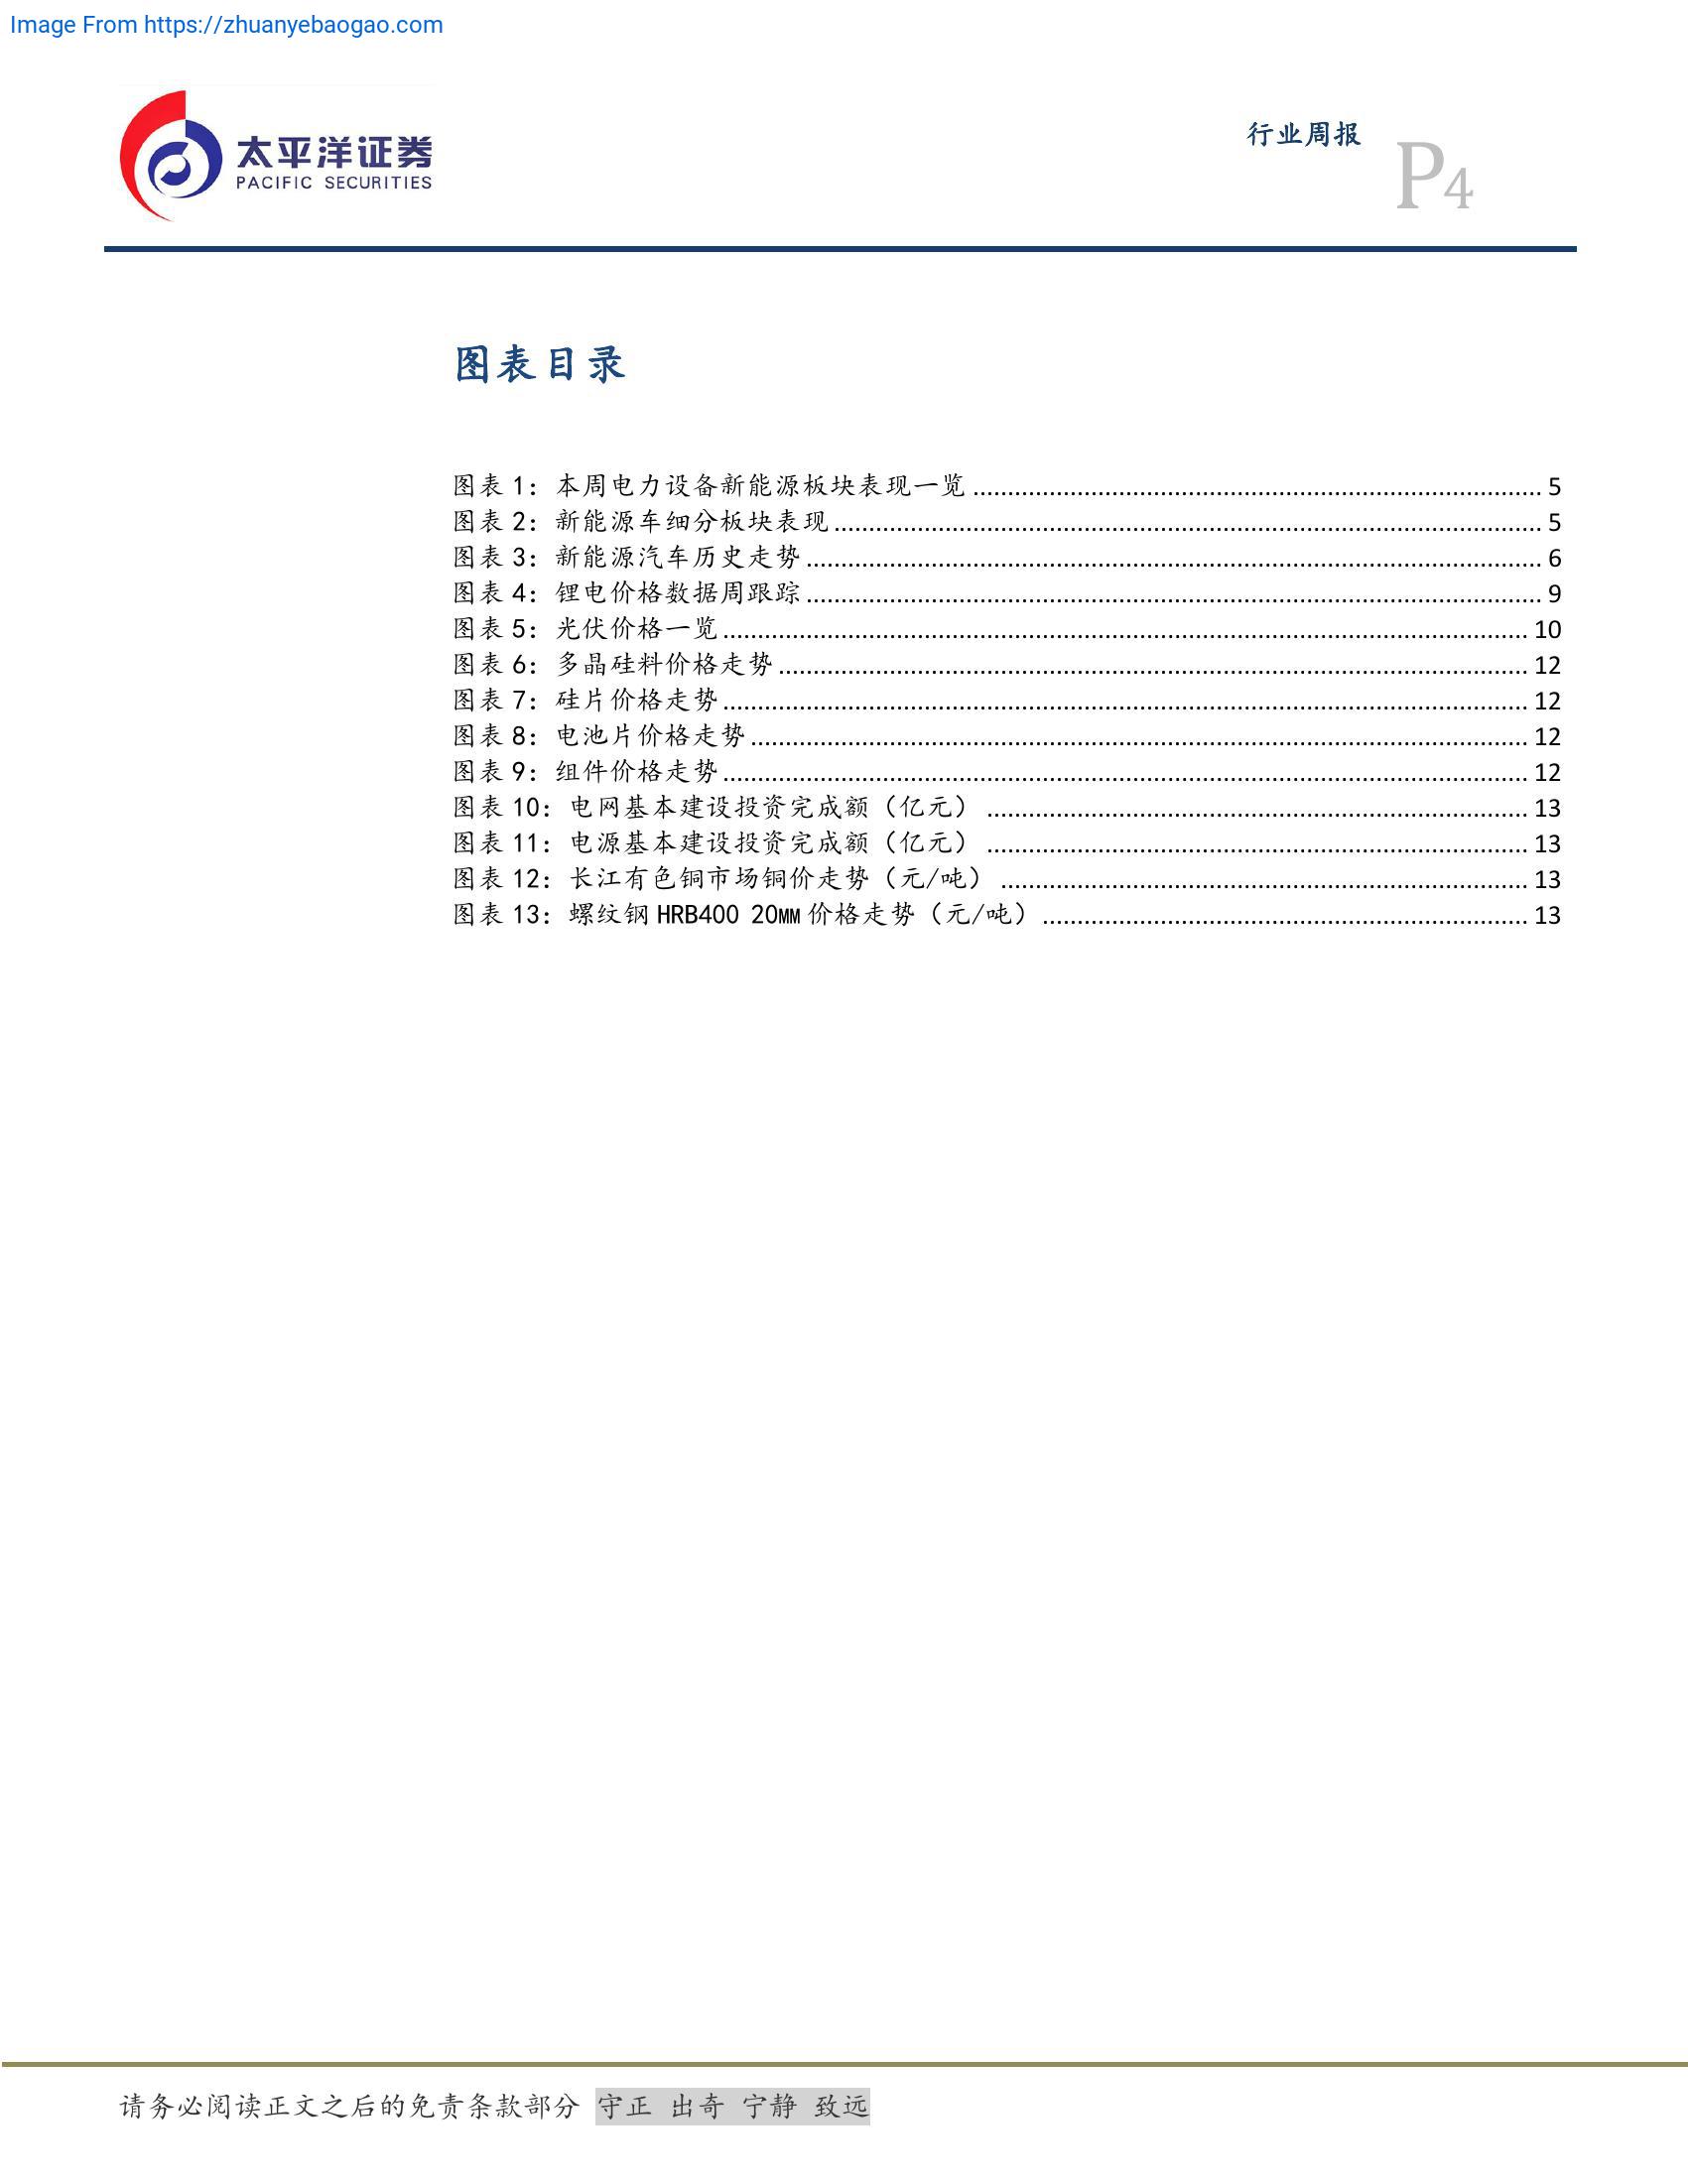 Image From https://zhuanyebaogao.com
太平洋证券
PACIFIC SECURITIES
行业周报
P4
图表目录
图表 1：本周电力设备新能源板块表现一览 5
图表 2：新能源车细分板块表现 5
图表 3：新能源汽车历史走势 6
图表 4：锂电价格数据周跟踪 9
图表 5：光伏价格一览 10
图表 6：多晶硅料价格走势 12
图表 7：硅片价格走势 12
图表 8：电池片价格走势 12
图表 9：组件价格走势 12
图表 10：电网基本建设投资完成额（亿元） 13
图表 11：电源基本建设投资完成额（亿元） 13
图表 12：长江有色铜市场铜价走势（元/吨） 13
图表 13：螺纹钢 HRB400 20MM 价格走势（元/吨） 13
请务必阅读正文之后的免责条款部分 守正 出奇 宁静 致远